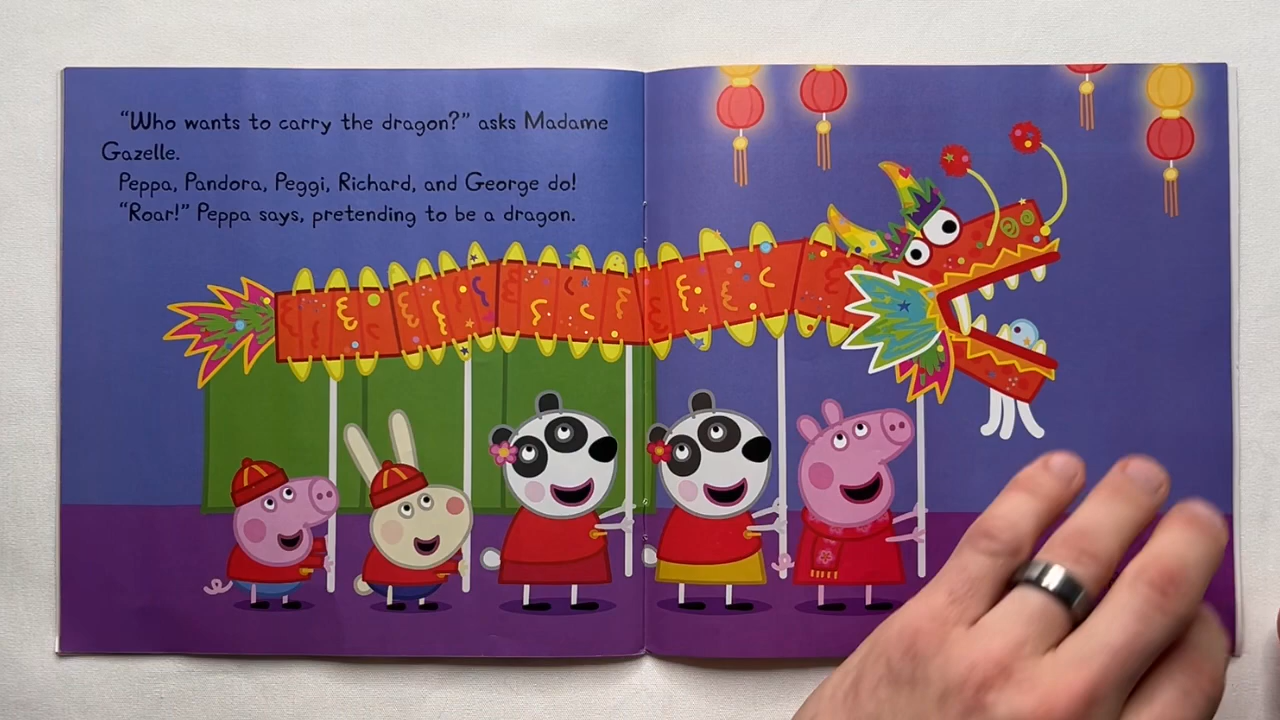 “Who wants to carry the dragon?” asks Madame
Gazelle.
Peppa, Pandora, Peggi, Richard, and George do!
“Roar!” Peppa says, pretending to be a dragon.